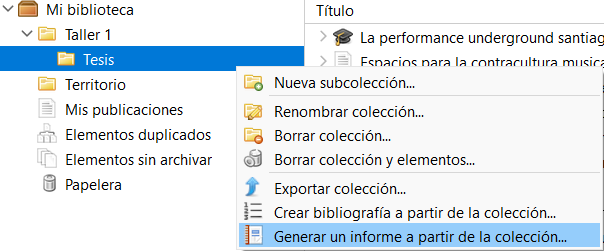 Mi biblioteca
Taller 1
Tesis
Territorio
Mis publicaciones
Elementos duplicados
Elementos sin archivar
Papelera
Título
La performance underground santiag
Espacios para la contracultura musica
Nueva subcolección...
Renombrar colección...
Borrar colección...
Borrar colección y elementos...
Exportar colección...
Crear bibliografía a partir de la colección...
Generar un informe a partir de la colección...